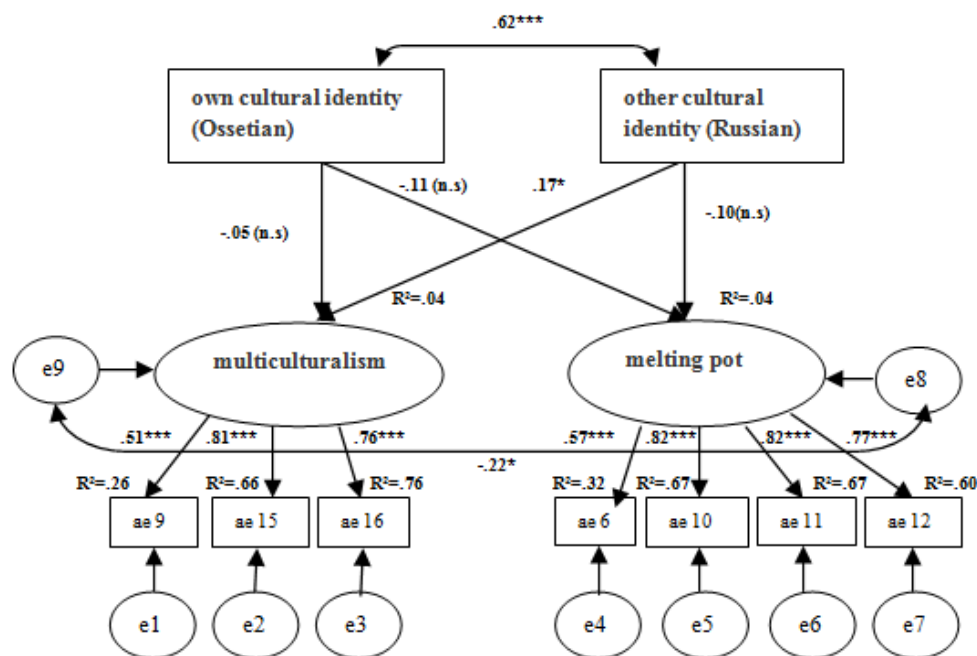 .62***
own cultural identity
(Ossetian)
other cultural
identity (Russian)
-.11 (n.s)
.17*
-.05 (n.s)
-.10(n.s)
R²=.04
R²=.04
multiculturalism
melting pot
e9
e8
.51***
.81***
.76***
.57***
.82***
.82***
.77***
-.22*
R²=.26
R²=.66
R²=.76
R²=.32
R²=.67
R²=.67
R²=.60
ae 9
ae 15
ae 16
ae 6
ae 10
ae 11
ae 12
e1
e2
e3
e4
e5
e6
e7